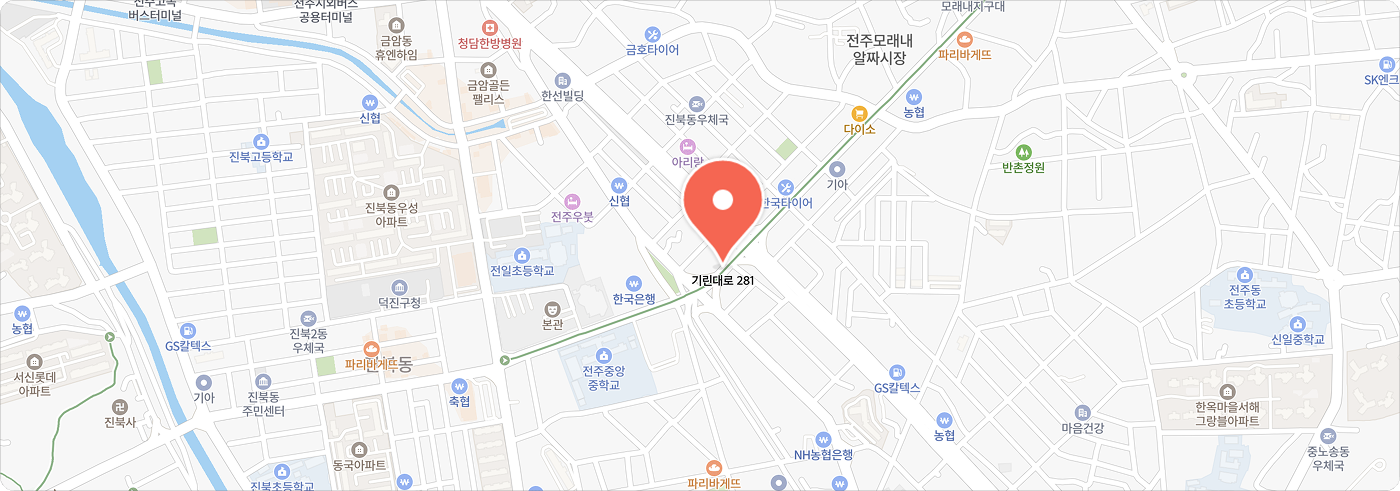 전주고속
버스터미널
전주시외버스
공용터미널
모래내지구대
금암동
휴엔하임
청담한방병원
금호타이어
전주모래내
알짜시장
파리바게뜨
SK엔크
금암골든
팰리스
한선빌딩
신협
진북동우체국
다이소
농협
진북고등학교
아리랑
반촌정원
기아
진북동우성
아파트
신협
전주우붓
한국타이어
전일초등학교
기린대로 281
덕진구청
한국은행
본관
전주동
초등학교
농협
GS칼텍스
진북2동
우체국
파리바게뜨
신일중학교
서신롯데
아파트
기아
진북동
주민센터
축협
전주중앙
중학교
GS칼텍스
한옥마을서해
그랑블아파트
진북사
마음건강
농협
동국아파트
NH농협은행
중노송동
우체국
진북초등학교
파리바게뜨